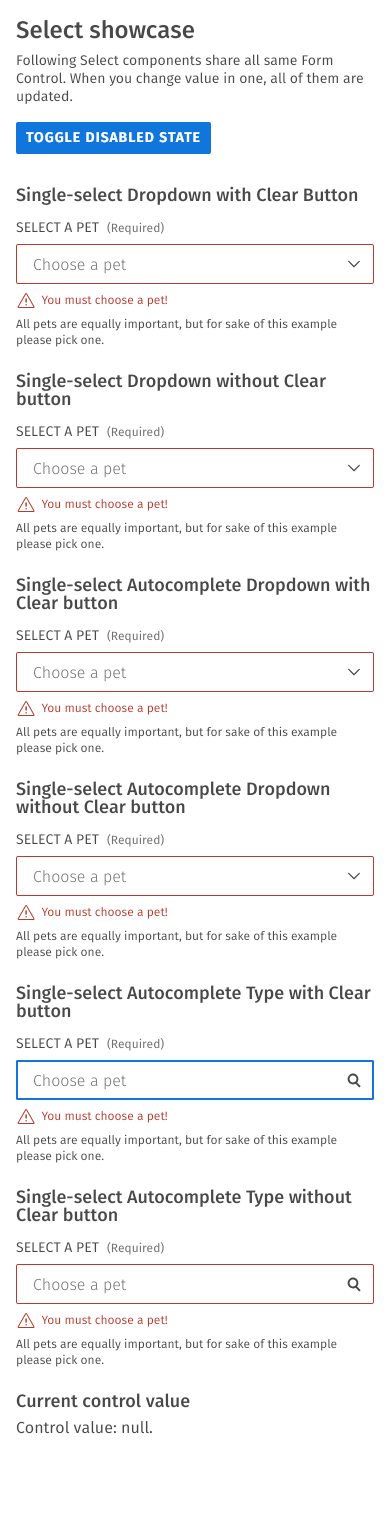 Select showcase
Following Select components share all same Form
Control. When you change value in one, all of them are
updated.
TOGGLE DISABLED STATE
Single-select Dropdown with Clear Button
SELECT A PET (Required)
Choose a pet
You must choose a pet!
All pets are equally important, but for sake of this example
please pick one.
Single-select Dropdown without Clear
button
SELECT A PET (Required)
Choose a pet
You must choose a pet!
All pets are equally important, but for sake of this example
please pick one.
Single-select Autocomplete Dropdown with
Clear button
SELECT A PET (Required)
Choose a pet
You must choose a pet!
All pets are equally important, but for sake of this example
please pick one.
Single-select Autocomplete Dropdown
without Clear button
SELECT A PET (Required)
Choose a pet
You must choose a pet!
All pets are equally important, but for sake of this example
please pick one.
Single-select Autocomplete Type with Clear
button
SELECT A PET (Required)
Choose a pet
You must choose a pet!
All pets are equally important, but for sake of this example
please pick one.
Single-select Autocomplete Type without
Clear button
SELECT A PET (Required)
Choose a pet
You must choose a pet!
All pets are equally important, but for sake of this example
please pick one.
Current control value
Control value: null.